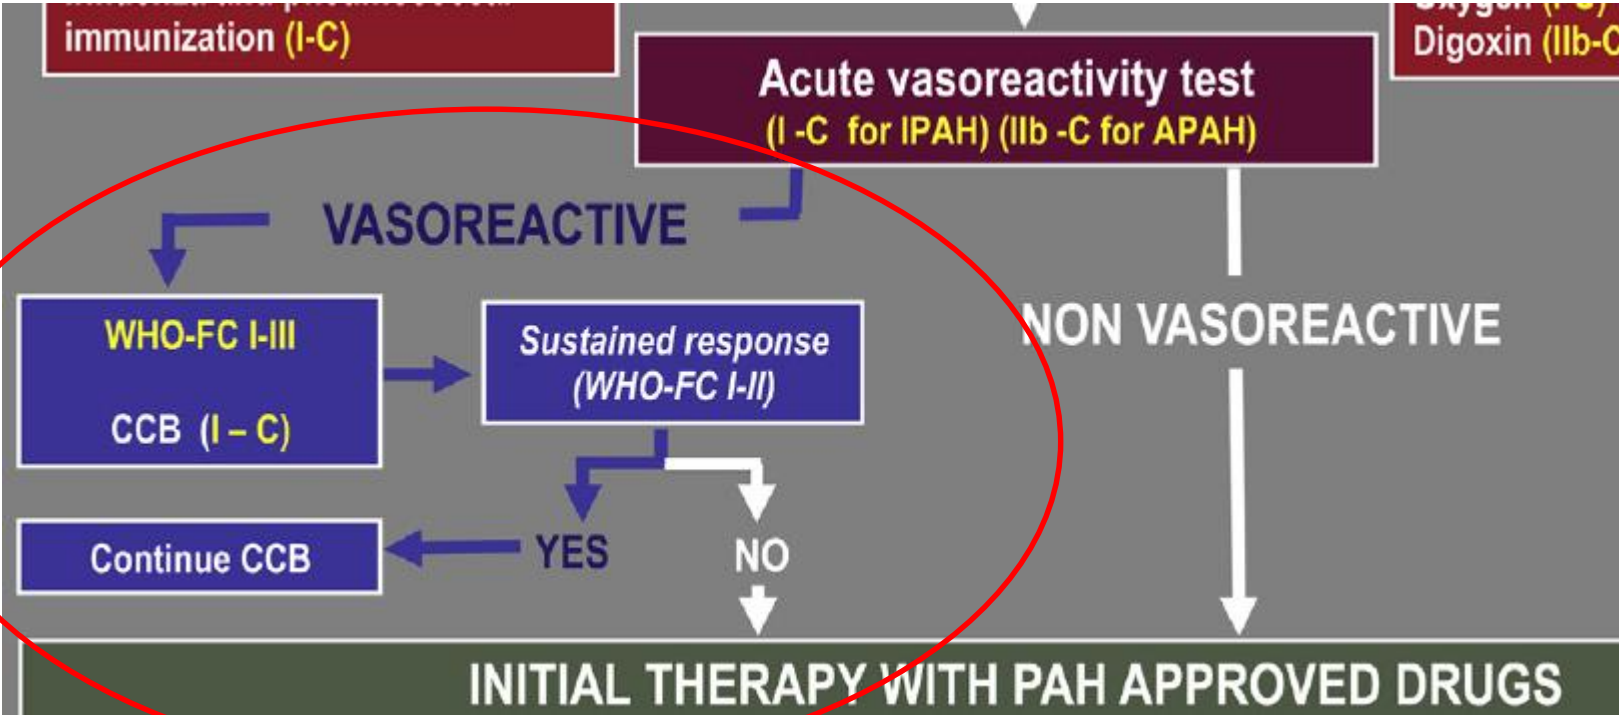 immunization (I-C)
Digoxin (IIb-C
Acute vasoreactivity test
(I -C for IPAH) (IIb -C for APAH)
VASOREACTIVE
NON VASOREACTIVE
WHO-FC I-III
CCB (I – C)
Sustained response
(WHO-FC I-II)
Continue CCB
YES
NO
INITIAL THERAPY WITH PAH APPROVED DRUGS